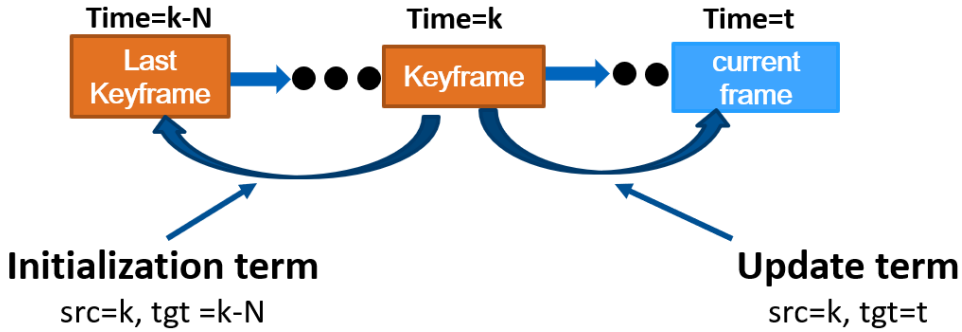 Time=k-N
Time=k
Time=t
Last
Keyframe
Keyframe
current
frame
Initialization term
src=k, tgt =k-N
Update term
src=k, tgt=t